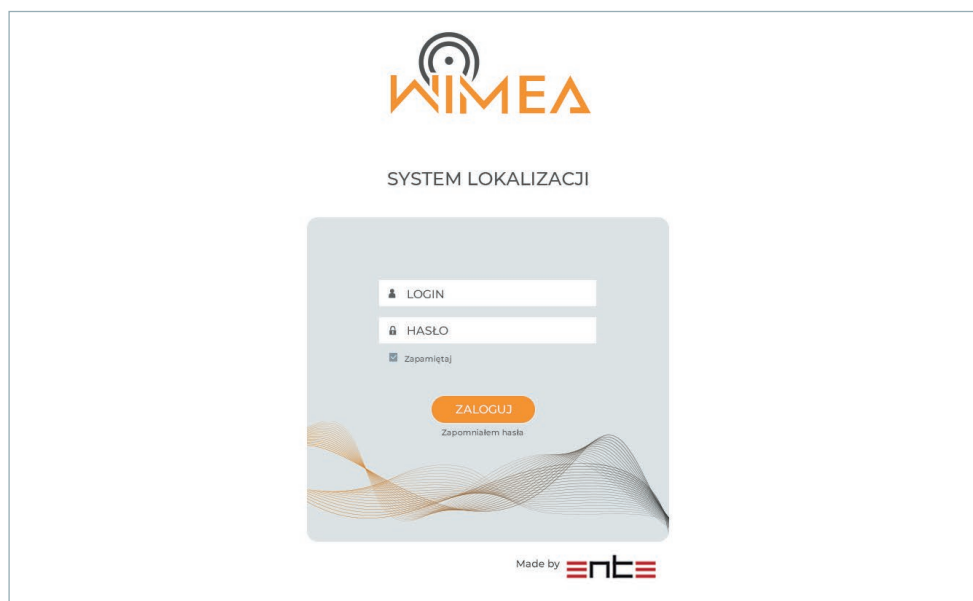 WIMEA
SYSTEM LOKALIZACJI
LOGIN
HASŁO
Zapamiętaj
ZALOGUJ
Zapomniałem hasła
Made by ente